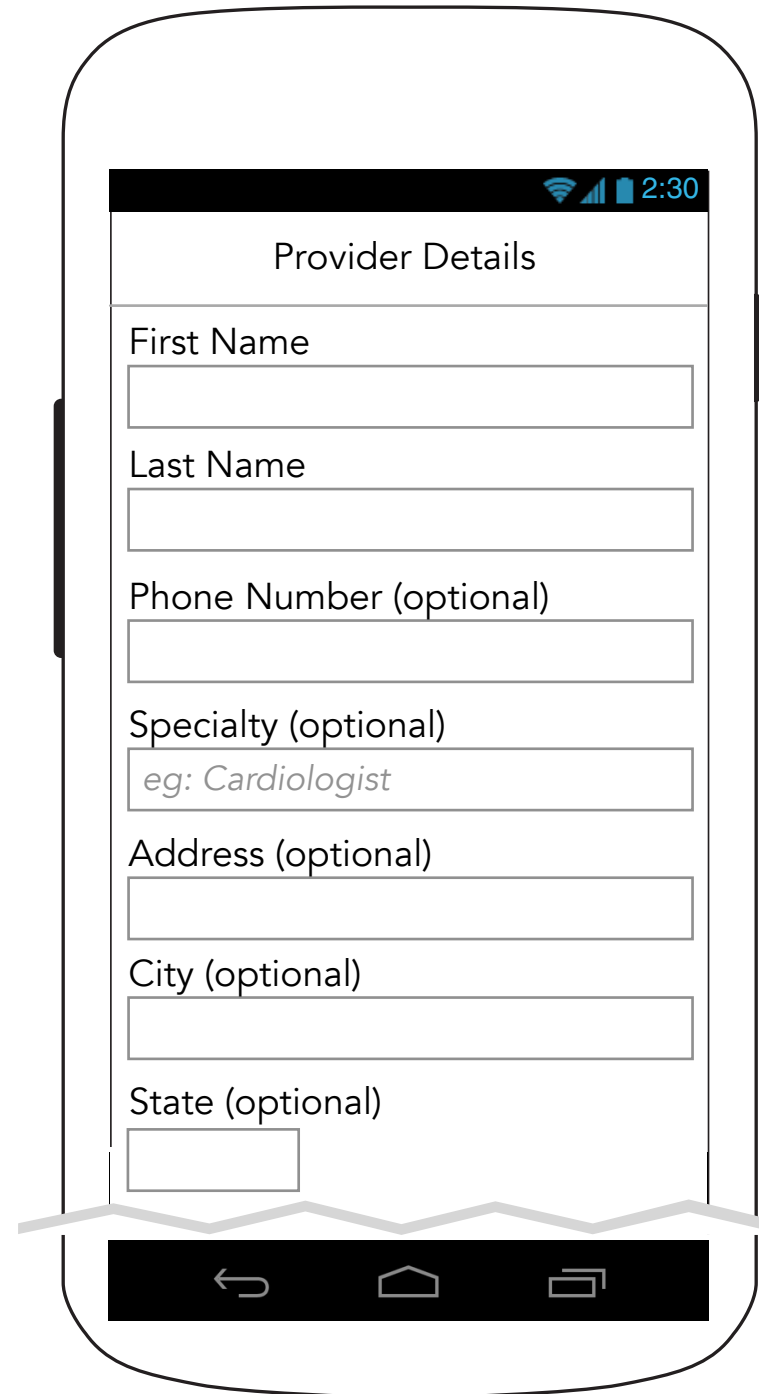 2:30
Provider Details
First Name
Last Name
Phone Number (optional)
Specialty (optional)
eg: Cardiologist
Address (optional)
City (optional)
State (optional)